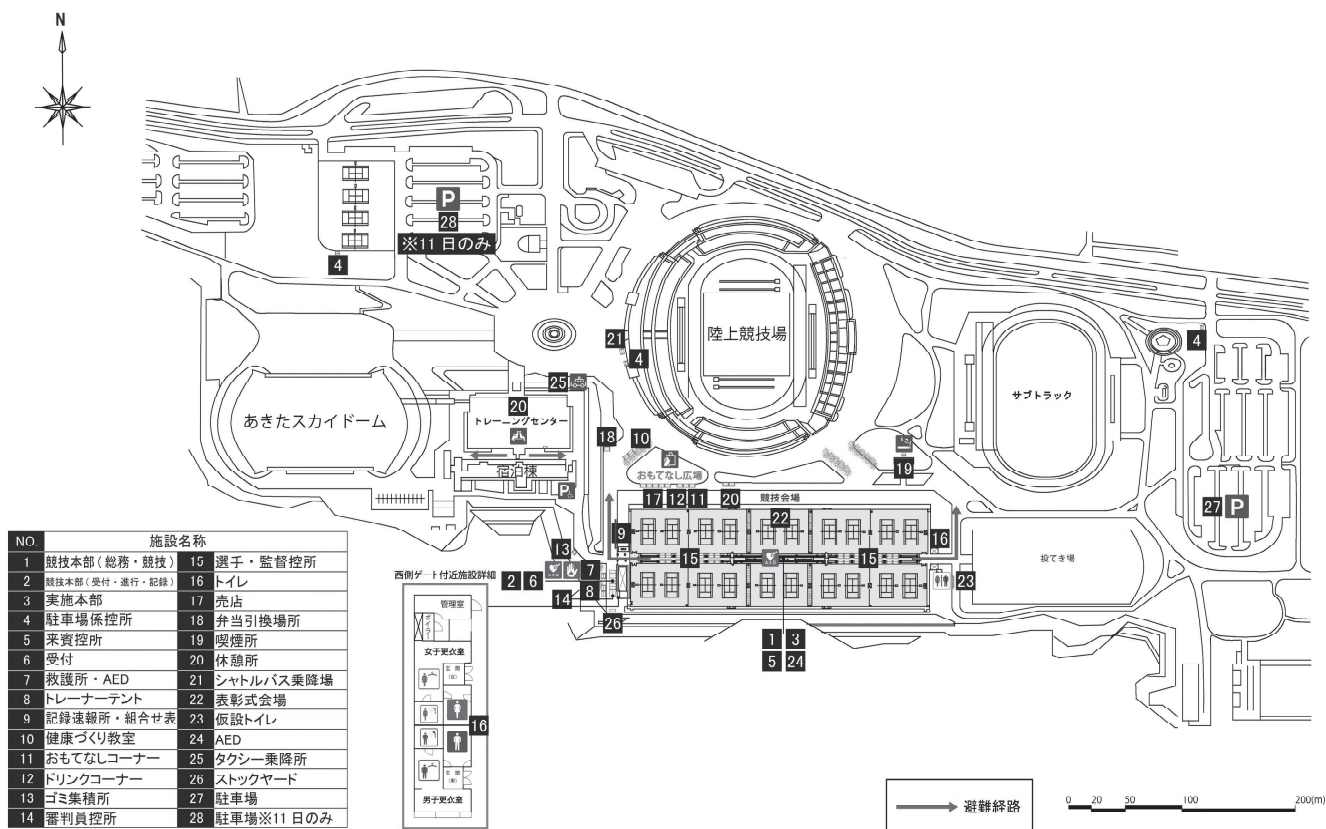 N
P
28
※11日のみ
4
21
4
陸上競技場
4
サブトラック
25
20
あきたスカイドーム
トレーニングセンター
18
10
宿泊棟
おもてなし広場
19
P
17
12
11
20
競技会場
27
P
22
9
16
13
15
AED
15
投てき場
西側ゲート付近施設詳細
2
6
AED
7
23
14
8
26
1
3
5
24
管理室
ボイラー
女子更衣室
玄関
(女)
16
玄関
(男)
男子更衣室
NO. 施設名称
1 競技本部(総務・競技) 15 選手・監督控所
2 競技本部(受付・進行・記録) 16 トイレ
3 実施本部 17 売店
4 駐車場係控所 18 弁当引換場所
5 来賓控所 19 喫煙所
6 受付 20 休憩所
7 救護所・AED 21 シャトルバス乗降場
8 トレーナーテント 22 表彰式会場
9 記録速報所・組合せ表 23 仮設トイレ
10 健康づくり教室 24 AED
11 おもてなしコーナー 25 タクシー乗降所
12 ドリンクコーナー 26 ストックヤード
13 ゴミ集積所 27 駐車場
14 審判員控所 28 駐車場※11日のみ
避難経路
0 20 50 100 200(m)